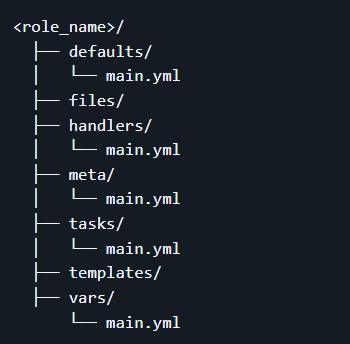 <role_name>/
  ├── defaults/
  │   └── main.yml
  ├── files/
  ├── handlers/
  │   └── main.yml
  ├── meta/
  │   └── main.yml
  ├── tasks/
  │   └── main.yml
  ├── templates/
  ├── vars/
      └── main.yml